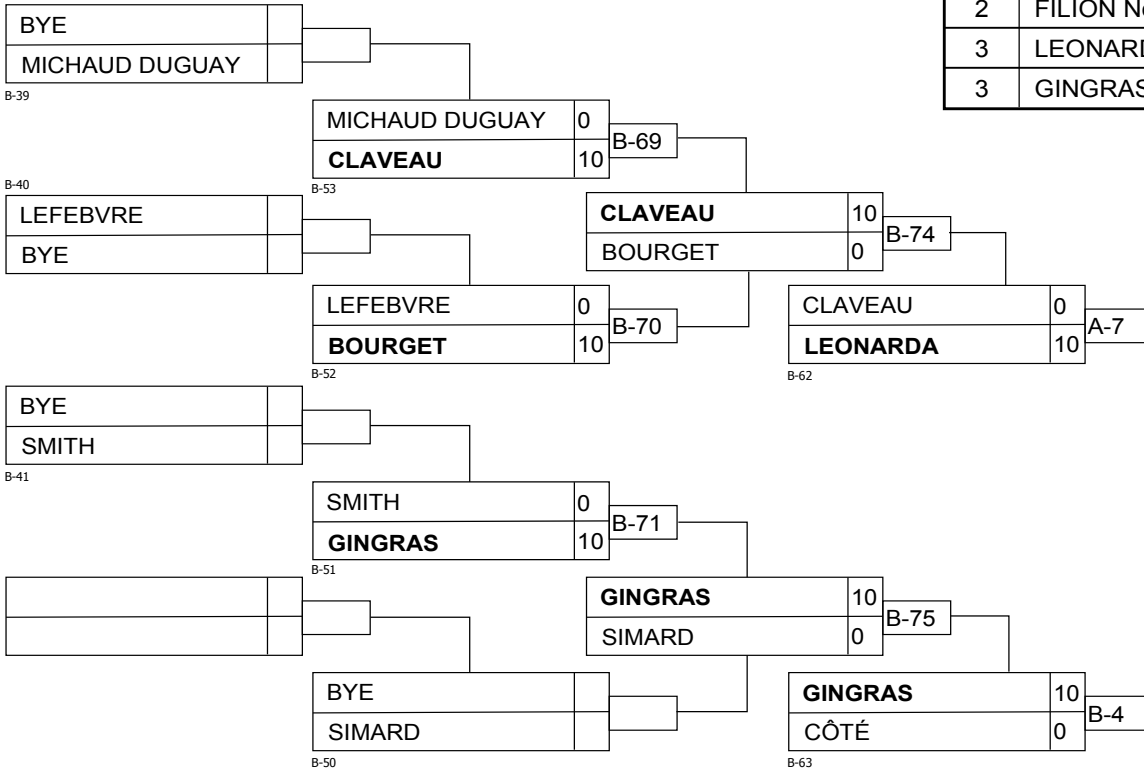 BYE
MICHAUD DUGUAY
B-39
2 FILION
3
3
MICHAUD DUGUAY 0
CLAVEAU 10
B-69
B-53
B-40
LEFEBVRE
BYE
CLAVEAU 10
BOURGET 0
B-74
LEFEBVRE 0
BOURGET 10
B-70
B-52
CLAVEAU 0
LEONARDA 10
A-7
B-62
BYE
SMITH
B-41
SMITH 0
GINGRAS 10
B-71
B-51
GINGRAS 10
SIMARD 0
B-75
BYE
SIMARD
B-50
GINGRAS 10
CÔTÉ 0
B-4
B-63